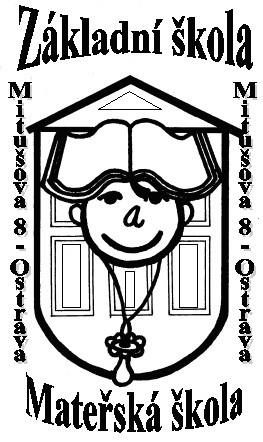 Základní škola
Mitušova 8 - Ostrava
Mitušova 8 - Ostrava
a
Mateřská škola